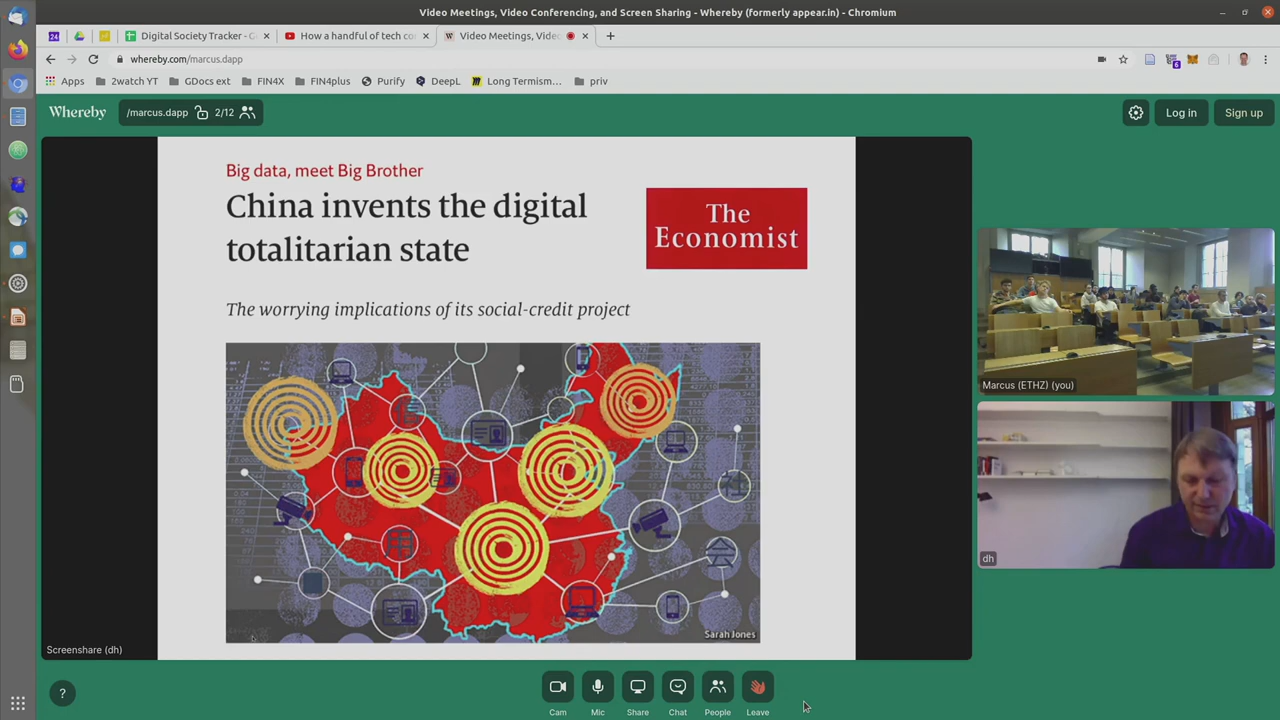 Video Meetings, Video Conferencing, and Screen Sharing - Whereby (formerly appear.in) - Chromium
24
Digital Society Tracker - G
How a handful of tech co
Video Meetings, Vide
whereby.com/marcus.dapp
6
Apps
2watch YT
GDocs ext
FIN4X
FIN4plus
Purify
DeepL
Long Termism…
priv
Whereby
/marcus.dapp
2/12
Log in
Sign up
Big data, meet Big Brother
China invents the digital
totalitarian state
The
Economist
The worrying implications of its social-credit project
Sarah Jones
Marcus (ETHZ) (you)
dh
Screenshare (dh)
?
Cam
Mic
Share
Chat
People
Leave